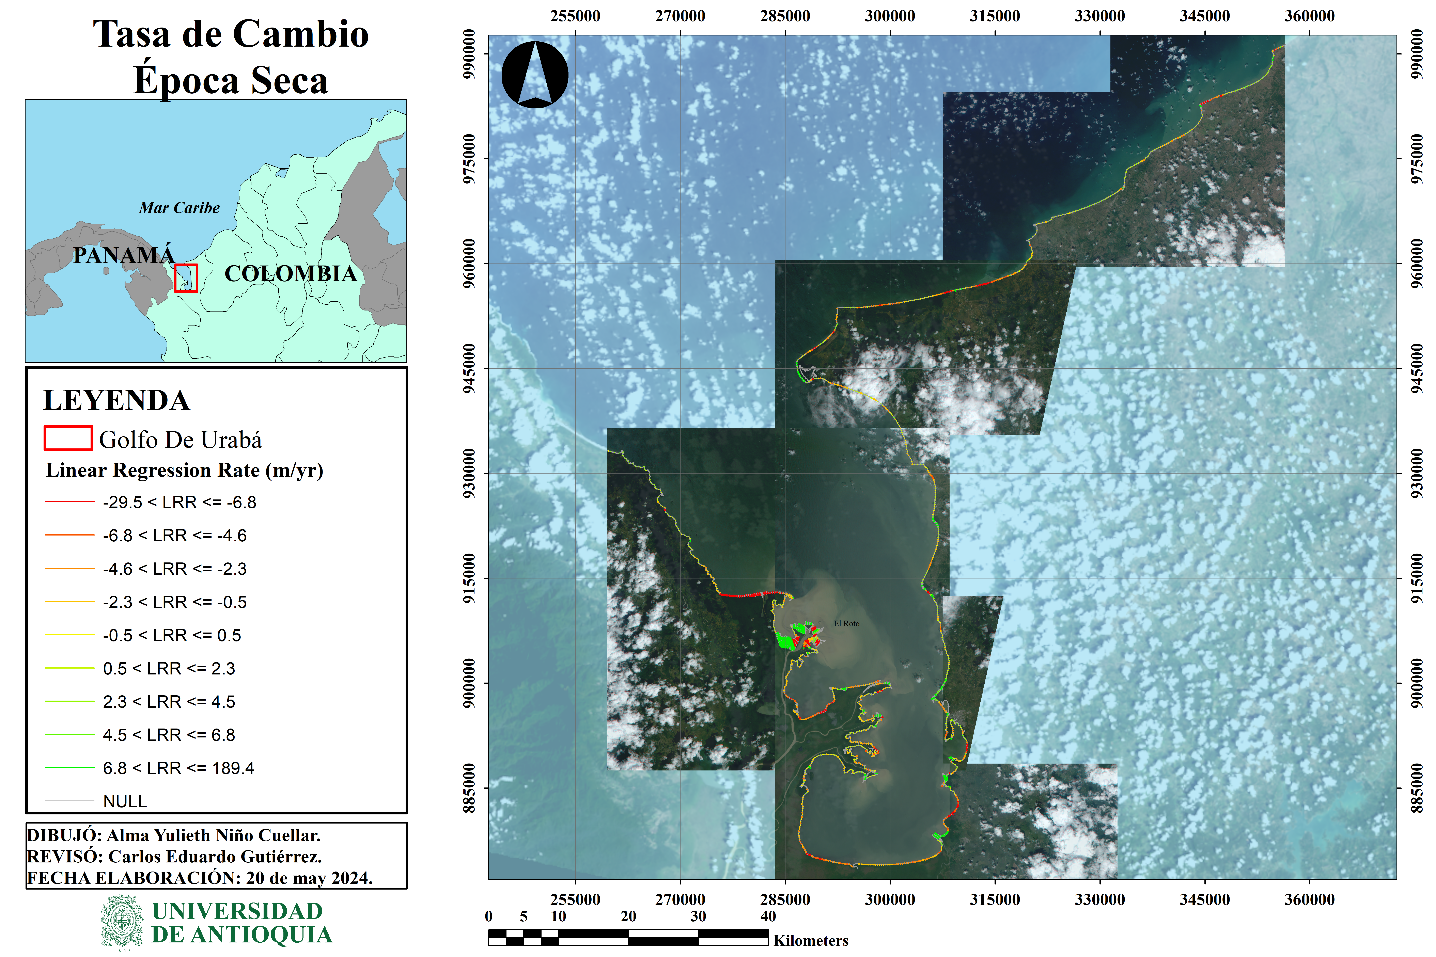 Tasa de Cambio
Época Seca
Mar Caribe
PANAMÁ
COLOMBIA
LEYENDA
Golfo De Urabá
Linear Regression Rate (m/yr)
-29.5 < LRR <= -6.8
-6.8 < LRR <= -4.6
-4.6 < LRR <= -2.3
-2.3 < LRR <= -0.5
-0.5 < LRR <= 0.5
0.5 < LRR <= 2.3
2.3 < LRR <= 4.5
4.5 < LRR <= 6.8
6.8 < LRR <= 189.4
NULL
DIBUJÓ: Alma Yulieth Niño Cuellar.
REVISÓ: Carlos Eduardo Gutiérrez.
FECHA ELABORACIÓN: 20 de may 2024.
UNIVERSIDAD
DE ANTIOQUIA
255000 270000 285000 300000 315000 330000 345000 360000
990000
975000
960000
945000
930000
915000
900000
885000
El Roto
990000
975000
960000
945000
930000
915000
900000
885000
255000 270000 285000 300000 315000 330000 345000 360000
0 5 10 20 30 40
Kilometers